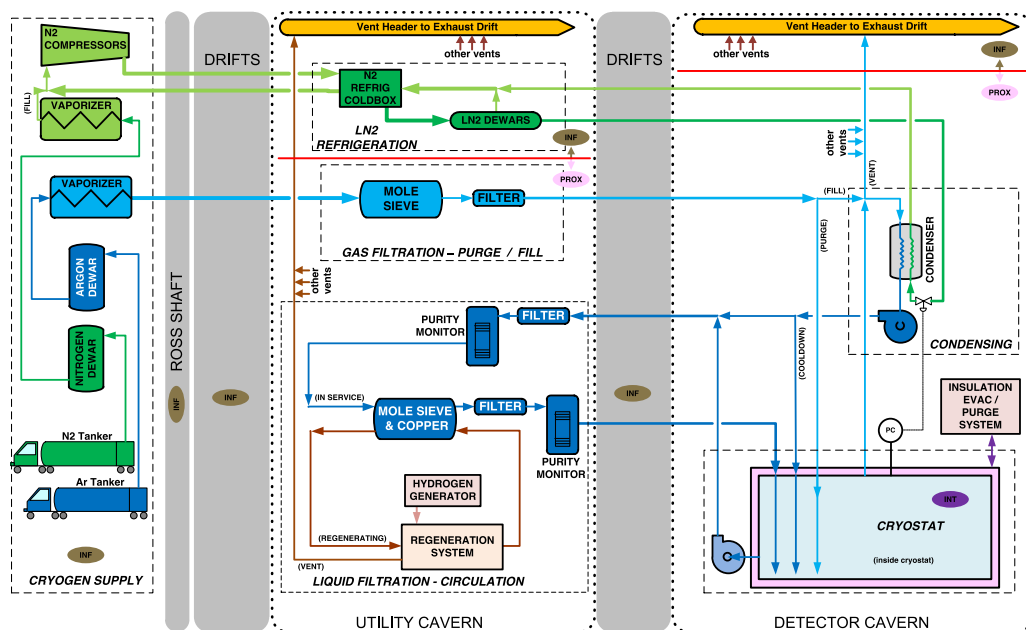 N2
COMPRESSORS
(FILL)
VAPORIZER
VAPORIZER
ARGON
DEWAR
NITROGEN
DEWAR
N2 Tanker
Ar Tanker
INF
CRYOGEN SUPPLY
ROSS SHAFT
INF
DRIFTS
INF
Vent Header to Exhaust Drift
other vents
N2
REFRIG
COLDBOX
LN2 DEWARS
LN2
REFRIGERATION
INF
PROX
MOLE
SIEVE
FILTER
GAS FILTRATION – PURGE / FILL
other
vents
PURITY
MONITOR
FILTER
(IN SERVICE)
MOLE SIEVE
& COPPER
FILTER
PURITY
MONITOR
HYDROGEN
GENERATOR
(REGENERATING)
REGENERATION
SYSTEM
(VENT)
LIQUID FILTRATION - CIRCULATION
UTILITY CAVERN
DRIFTS
INF
Vent Header to Exhaust Drift
other vents
INF
PROX
other
vents
(VENT)
(FILL)
(PURGE)
CONDENSER
C
CONDENSING
(COOLDOWN)
INSULATION
EVAC /
PURGE
SYSTEM
PC
INT
CRYOSTAT
(inside cryostat)
C
DETECTOR CAVERN